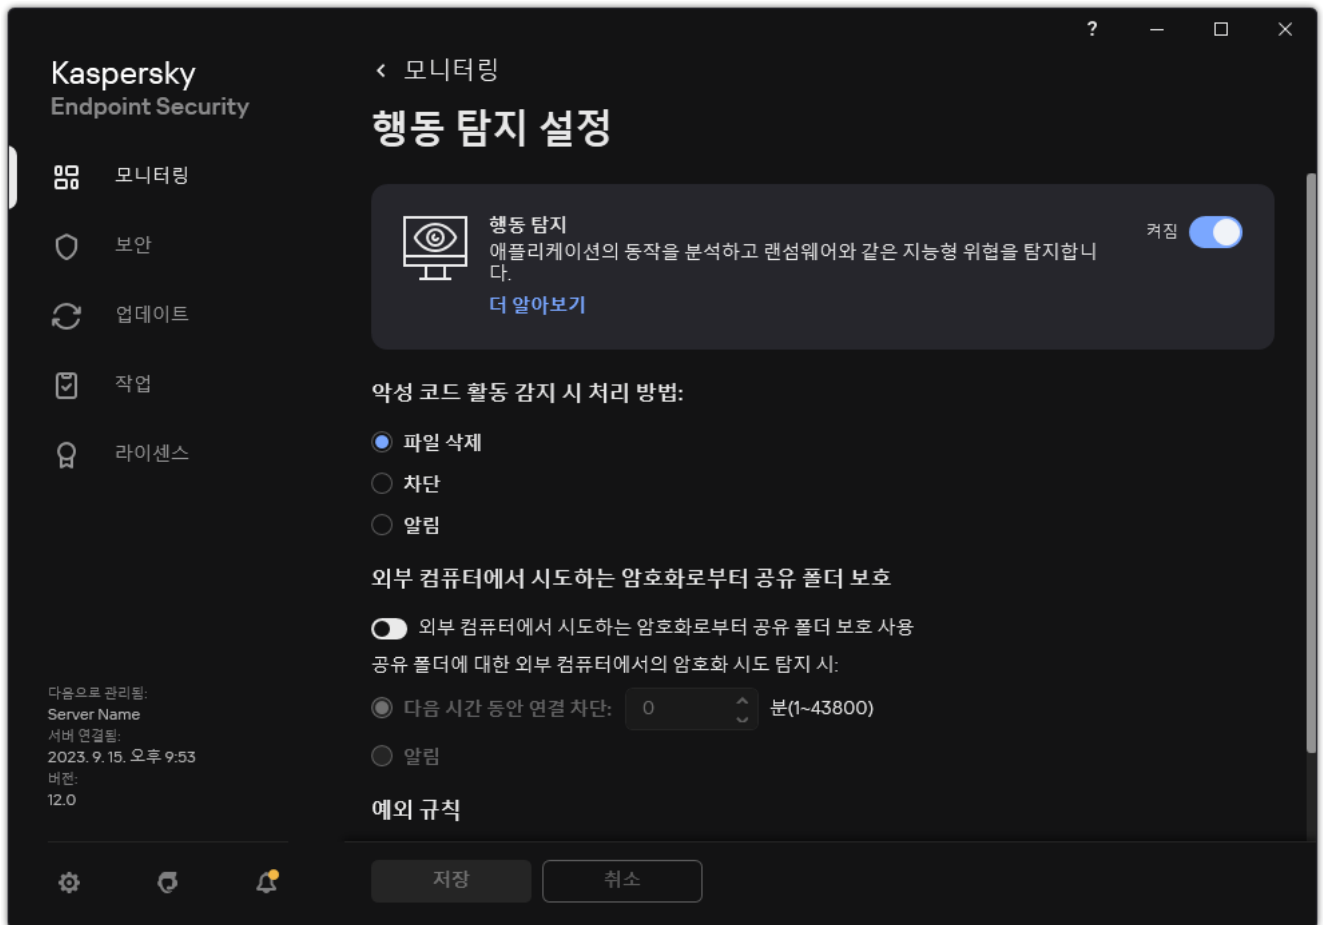 ?
Kaspersky
Endpoint Security
모니터링
보안
업데이트
작업
라이센스
다음으로 관리됨:
Server Name
서버 연결됨:
2023. 9. 15. 오후 9:53
버전:
12.0
모니터링
행동 탐지 설정
행동 탐지
애플리케이션의 동작을 분석하고 랜섬웨어와 같은 지능형 위협을 탐지합니
다.
더 알아보기
켜짐
악성 코드 활동 감지 시 처리 방법:
파일 삭제
차단
알림
외부 컴퓨터에서 시도하는 암호화로부터 공유 폴더 보호
외부 컴퓨터에서 시도하는 암호화로부터 공유 폴더 보호 사용
공유 폴더에 대한 외부 컴퓨터에서의 암호화 시도 탐지 시:
다음 시간 동안 연결 차단: 0 분(1~43800)
알림
예외 규칙
저장 취소